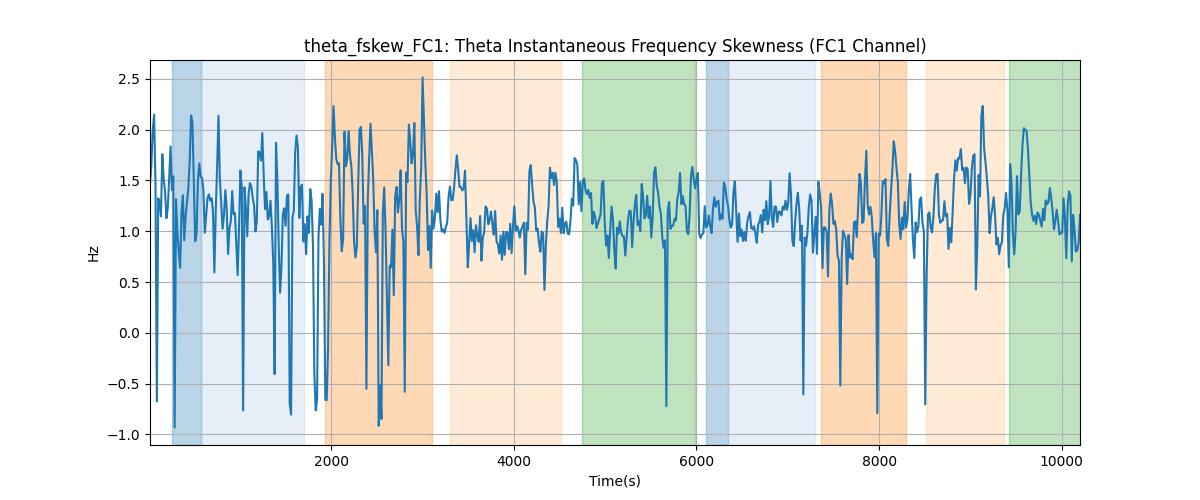 theta_fskew_FC1: Theta Instantaneous Frequency Skewness (FC1 Channel)
2.5
2.0
1.5
1.0
0.5
0.0
−0.5
−1.0
Hz
2000 4000 6000 8000 10000
Time(s)